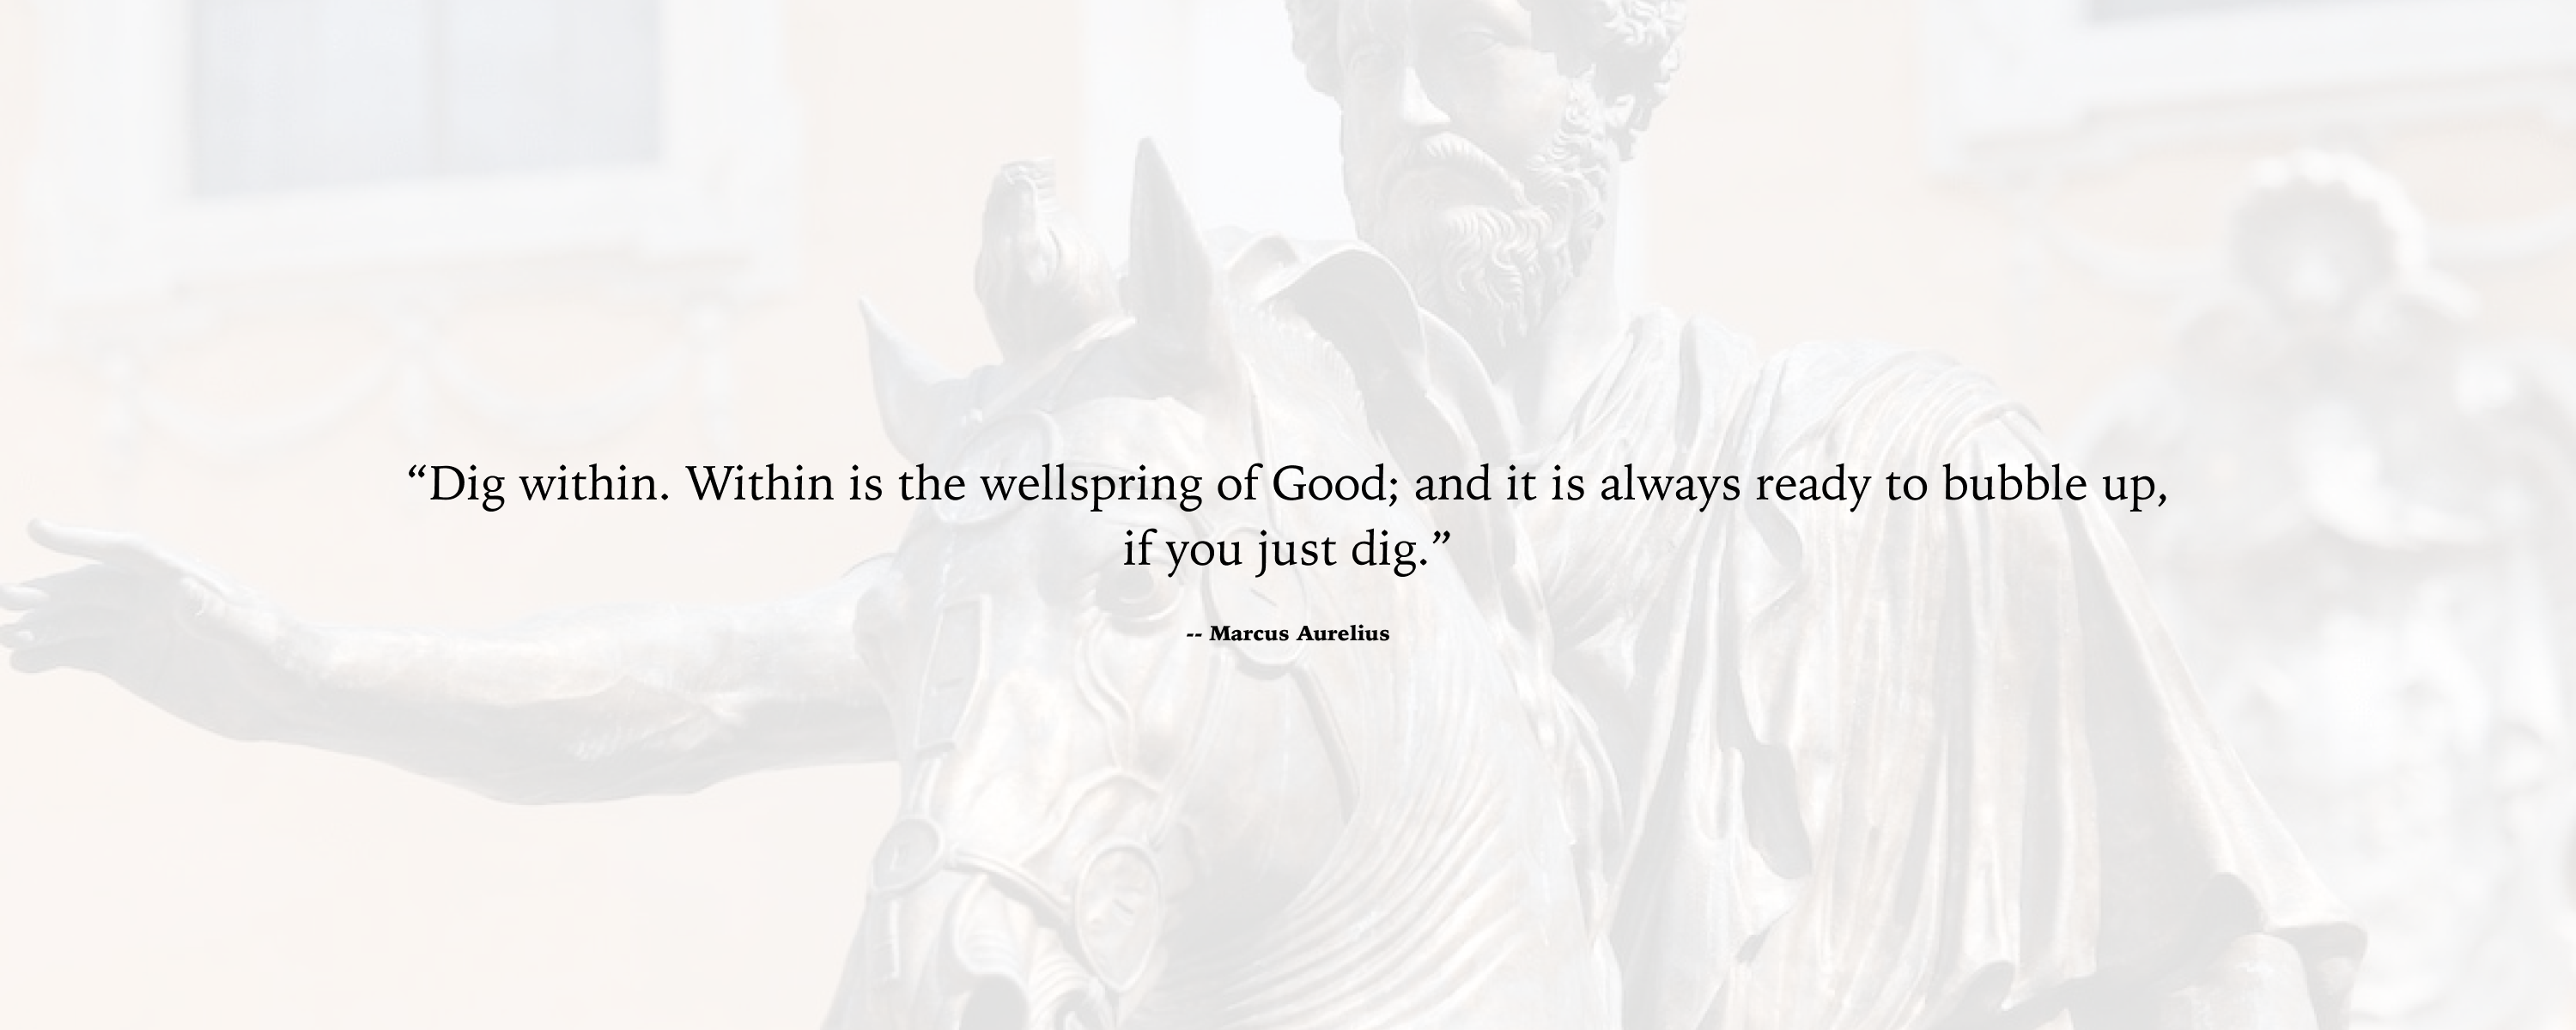 “Dig within. Within is the wellspring of Good; and it is always ready to bubble up,
if you just dig.”
-- Marcus Aurelius